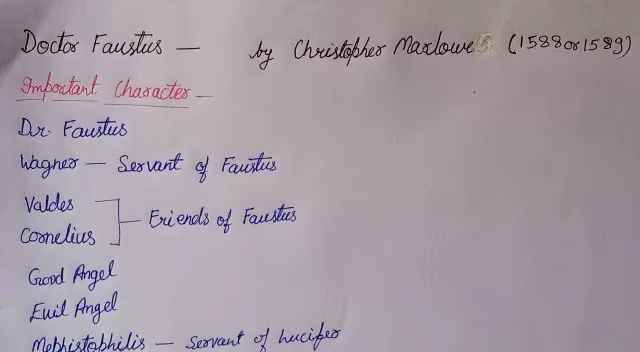 Doctor Faustus — by Christopher Marlowe (1588 or 1589)
Important Character —
Dr. Faustus
Wagner — Servant of Faustus
Valdes
Cornelius
Friends of Faustus
Good Angel
Evil Angel
Mephistophilis — Servant of Lucifer